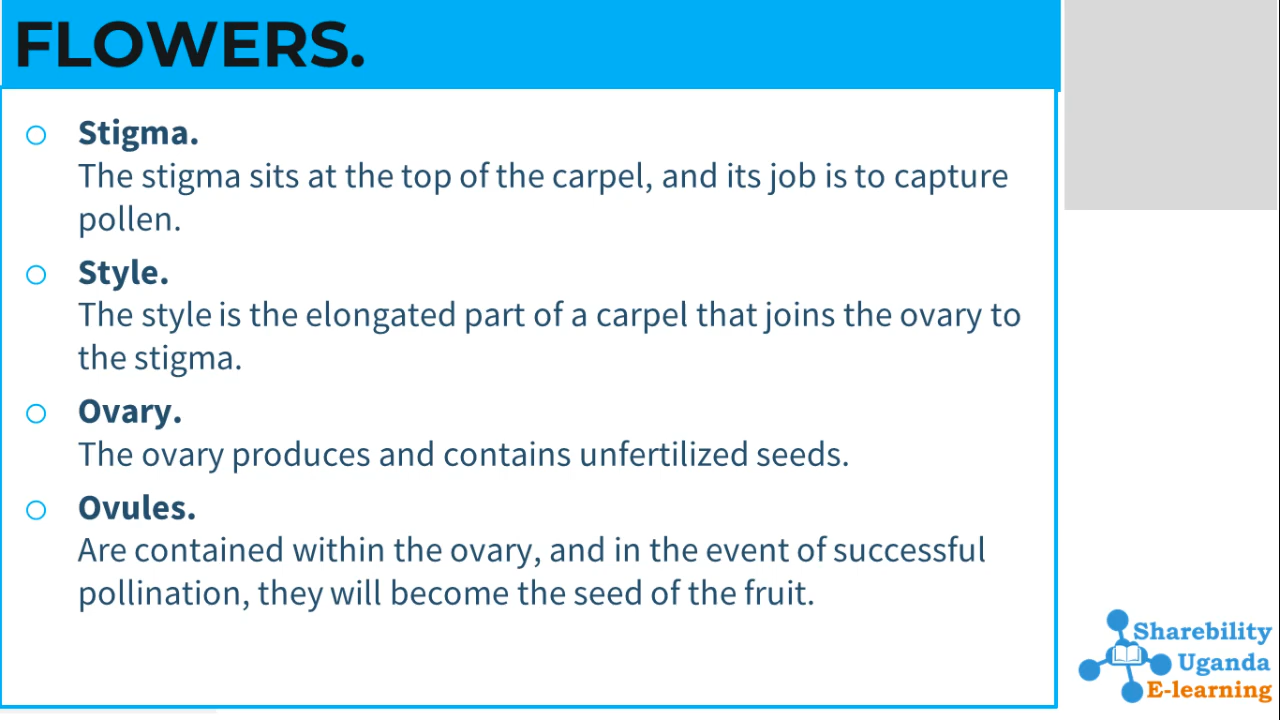 FLOWERS.
Stigma.
The stigma sits at the top of the carpel, and its job is to capture
pollen.
Style.
The style is the elongated part of a carpel that joins the ovary to
the stigma.
Ovary.
The ovary produces and contains unfertilized seeds.
Ovules.
Are contained within the ovary, and in the event of successful
pollination, they will become the seed of the fruit.
Sharebility
Uganda
E-learning